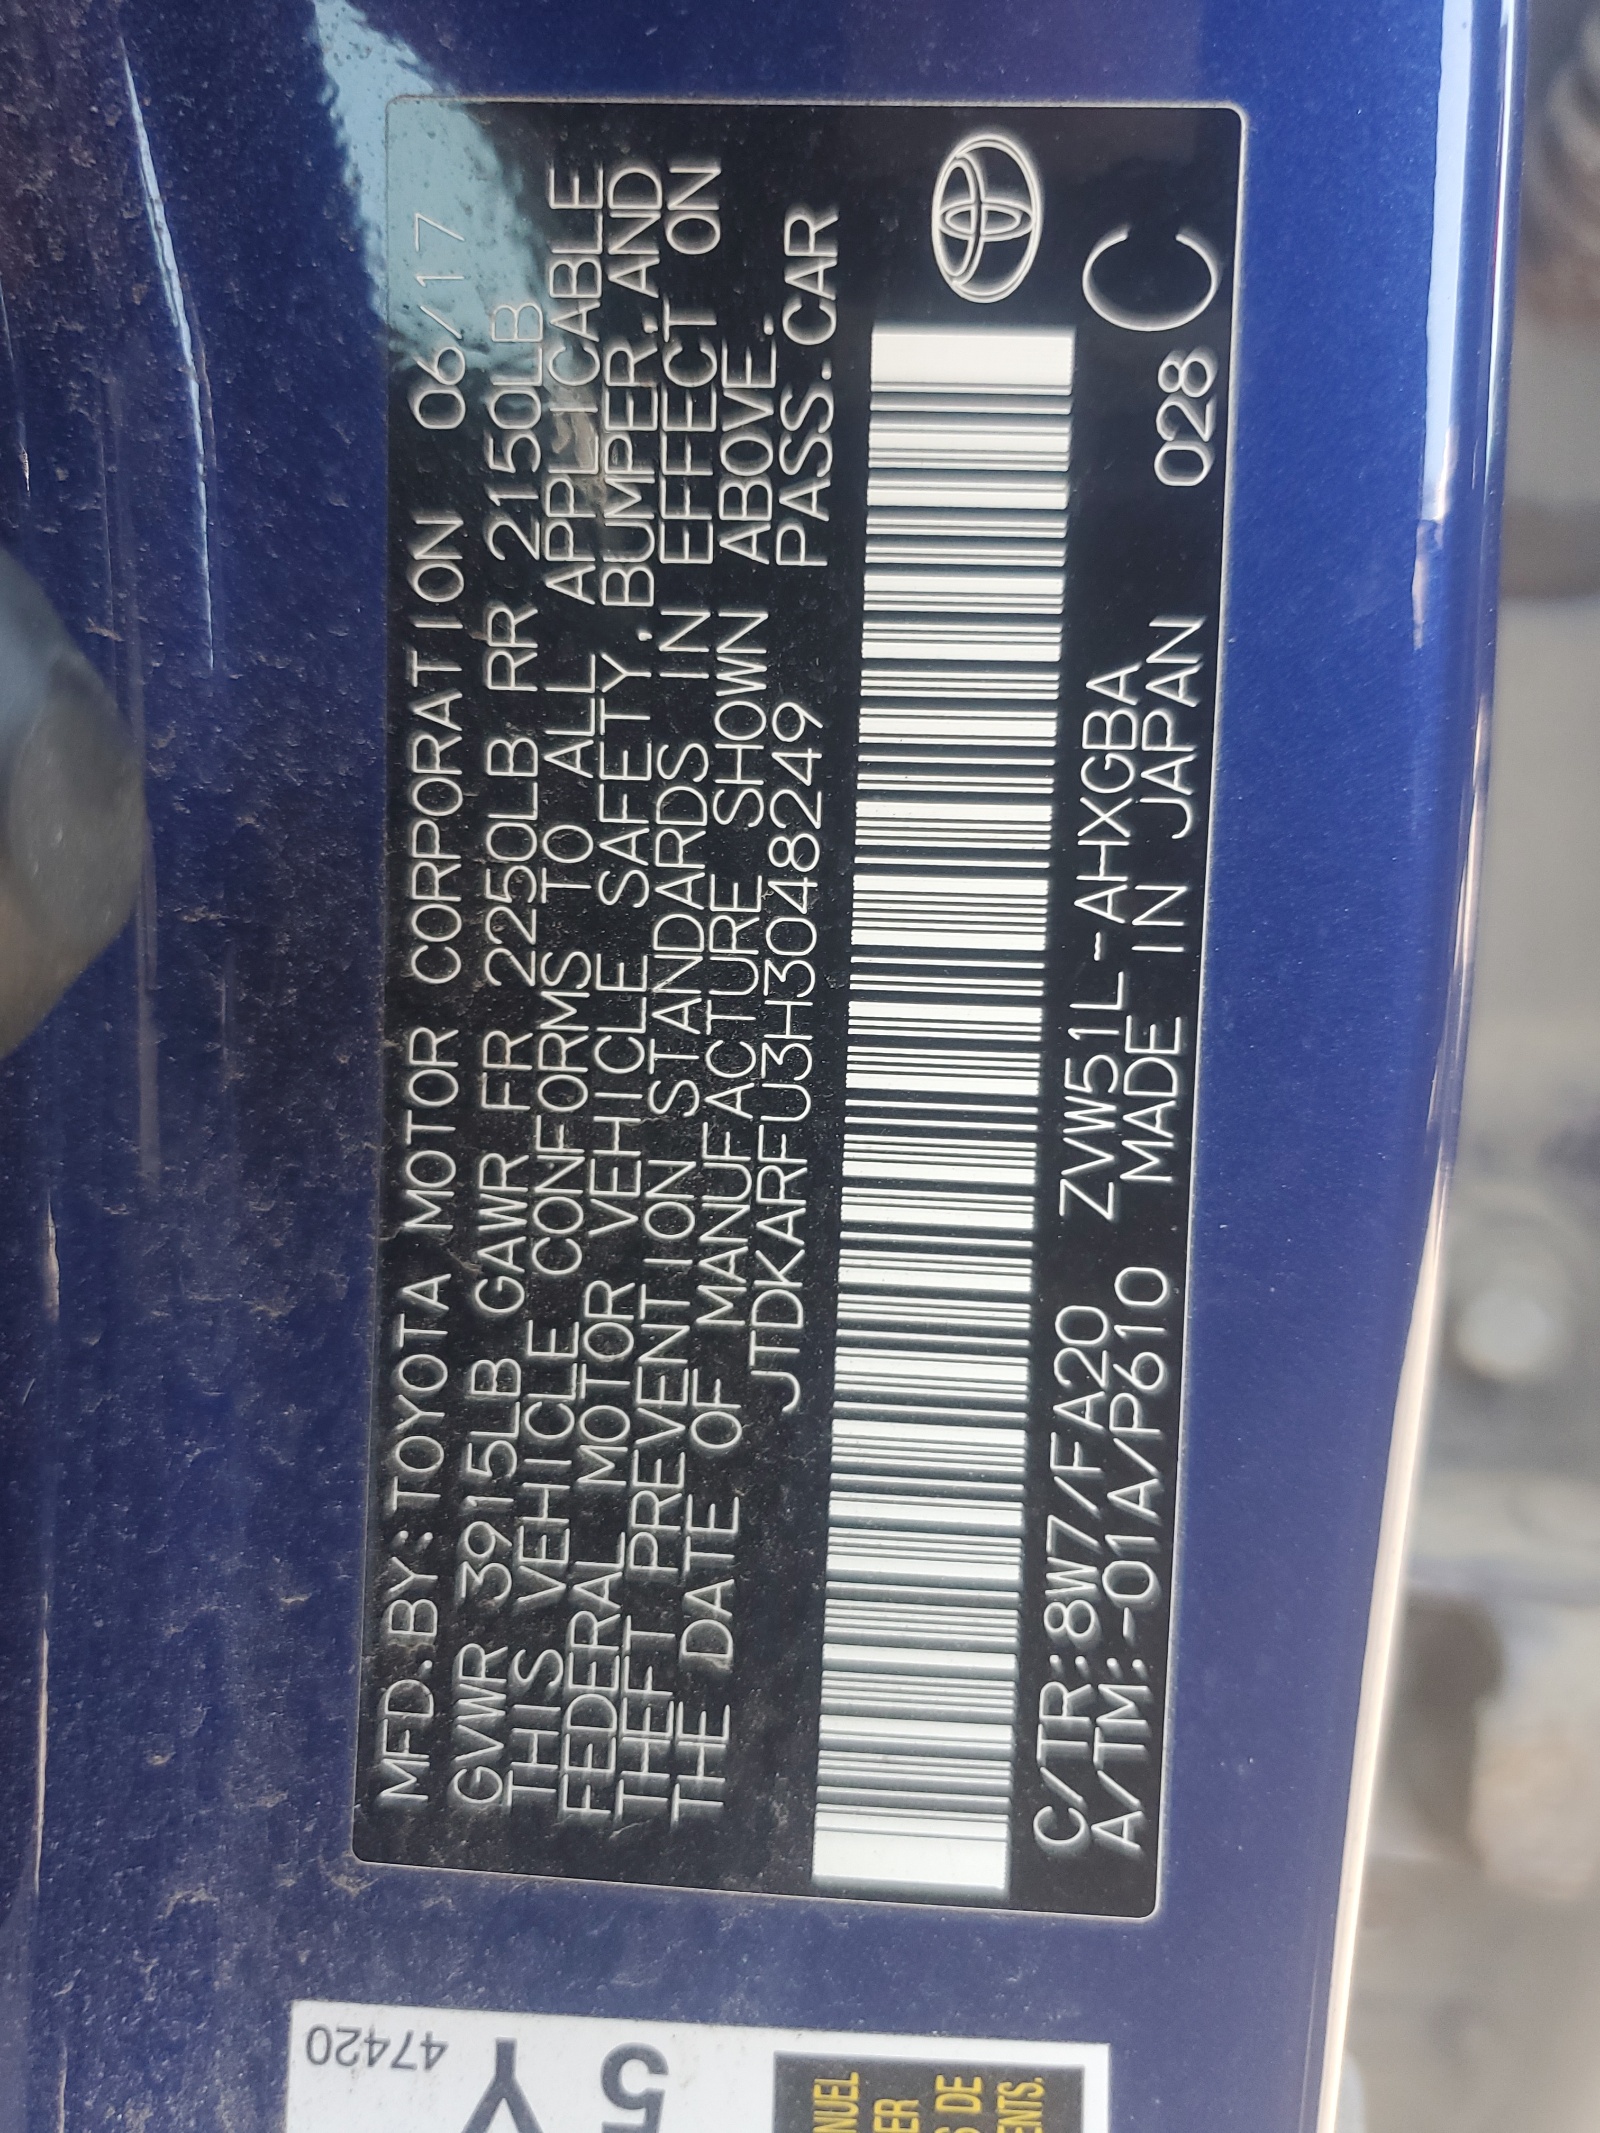 MFD.BY:TOYOTA MOTOR CORPORATION 06/17
GVWR 3915LB GAWR FR 2250LB RR 2150LB
THIS VEHICLE CONFORMS TO ALL APPLICABLE
FEDERAL MOTOR VEHICLE SAFETY,BUMPER,AND
THEFT PREVENTION STANDARDS IN EFFECT ON
THE DATE OF MANUFACTURE SHOWN ABOVE.
JTDKARFU3H3048249 PASS.CAR
C/TR:8W7/FA20 ZVW51L-AHXGBA
A/TM:-01A/P610 MADE IN JAPAN 028 C
47420
5Y
NUEL
DE